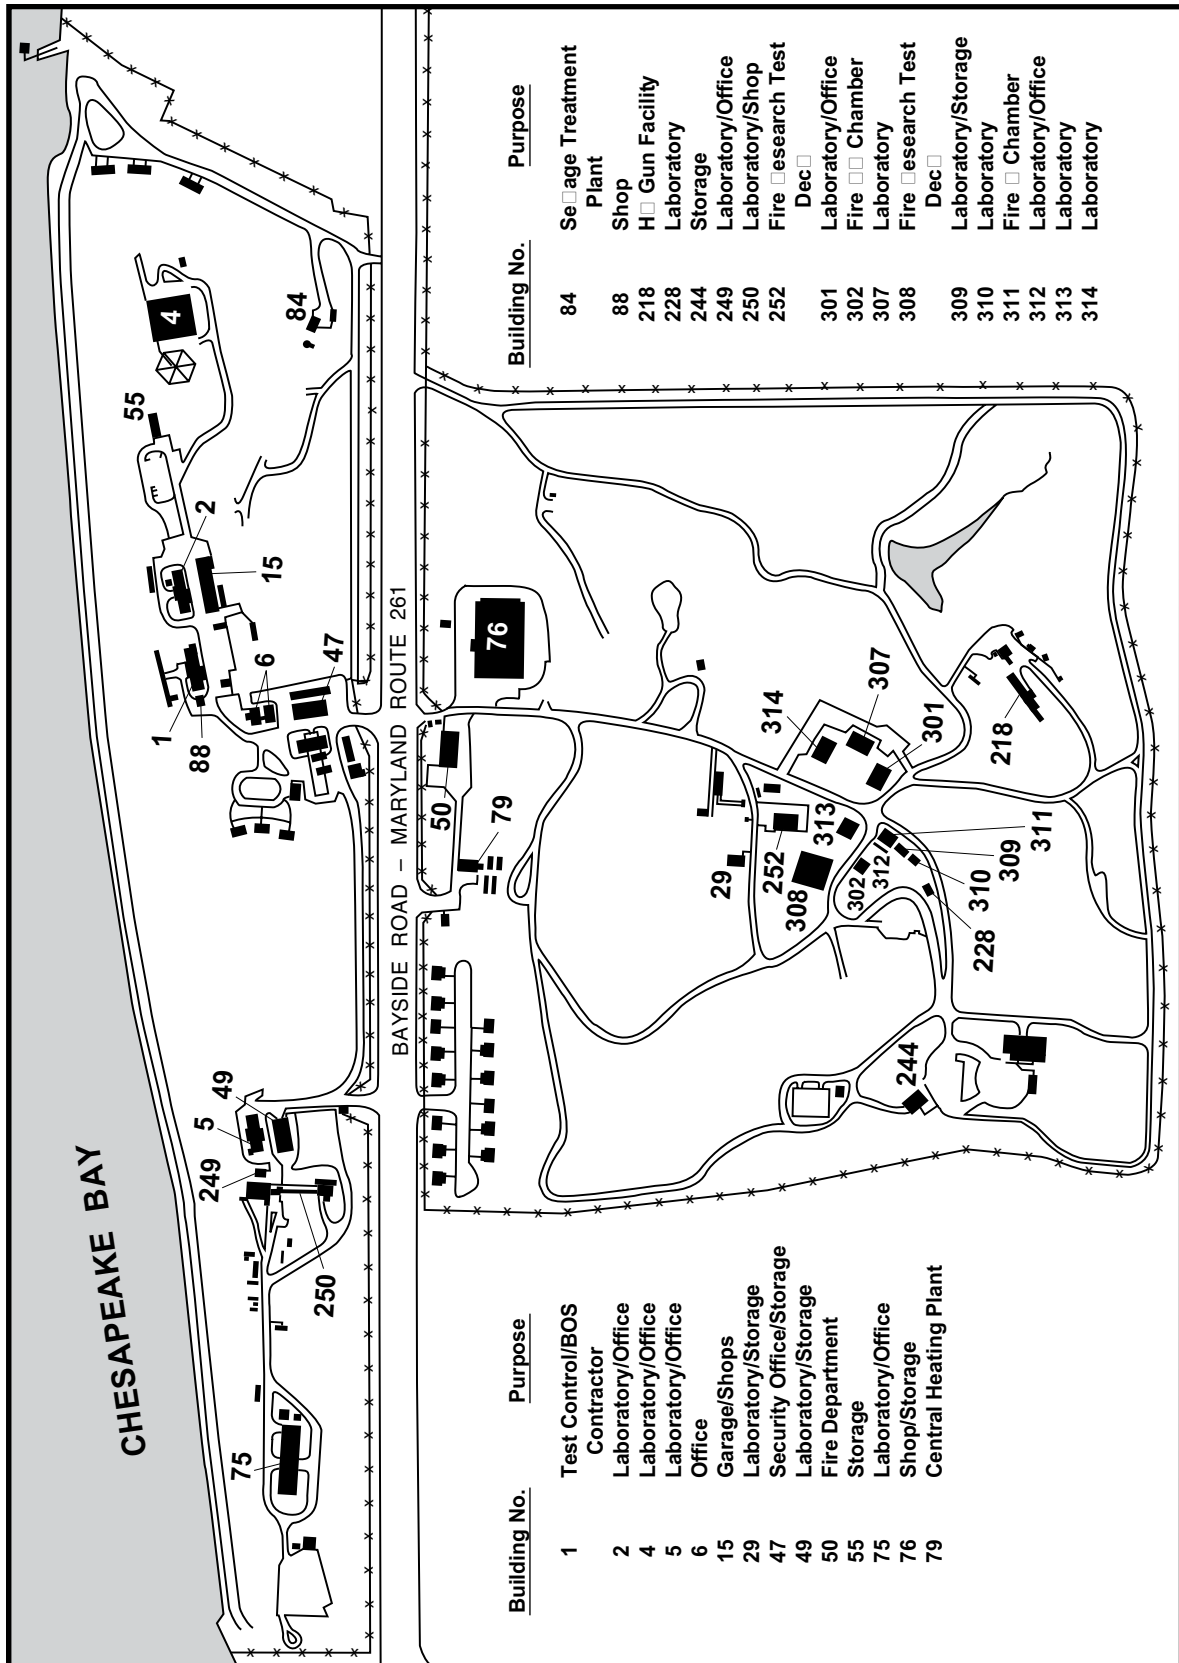 CHESAPEAKE BAY
75
250
249
5
49
1
88
6
47
2
15
55
4
84
BAYSIDE ROAD – MARYLAND ROUTE 261
50
79
76
29
252
308
313
314
307
301
302
312
311
309
310
228
218
244
Building No. Purpose
1 Test Control/BOS
Contractor
2 Laboratory/Office
4 Laboratory/Office
5 Laboratory/Office
6 Office
15 Garage/Shops
29 Laboratory/Storage
47 Security Office/Storage
49 Laboratory/Storage
50 Fire Department
55 Storage
75 Laboratory/Office
76 Shop/Storage
79 Central Heating Plant
Building No. Purpose
84 Se□age Treatment
Plant
88 Shop
218 H□ Gun Facility
228 Laboratory
244 Storage
249 Laboratory/Office
250 Laboratory/Shop
252 Fire □esearch Test
Dec□
301 Laboratory/Office
302 Fire □□ Chamber
307 Laboratory
308 Fire □esearch Test
Dec□
309 Laboratory/Storage
310 Laboratory
311 Fire □ Chamber
312 Laboratory/Office
313 Laboratory
314 Laboratory